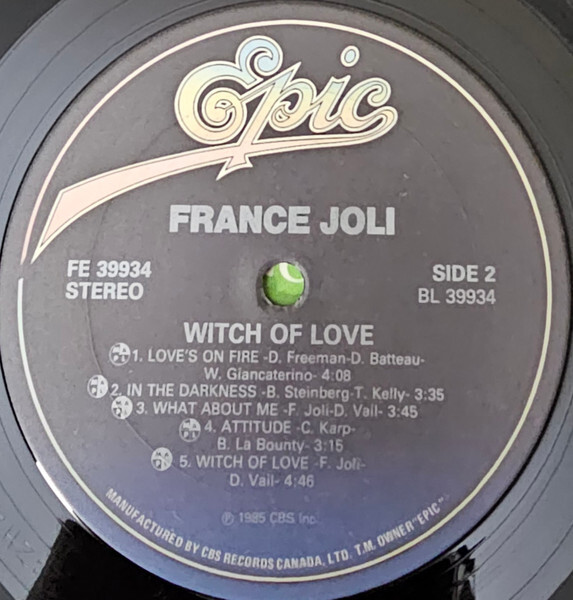 Epic
FRANCE JOLI
FE 39934
STEREO
SIDE 2
BL 39934
WITCH OF LOVE
1. LOVE'S ON FIRE -D. Freeman-D. Batteau-
W. Giancaterino- 4:08
2. IN THE DARKNESS -B. Steinberg-T. Kelly- 3:35
3. WHAT ABOUT ME -F. Joli-D. Vail- 3:45
4. ATTITUDE -C. Karp-
B. La Bounty- 3:15
5. WITCH OF LOVE -F. Joli-
D. Vail- 4:46
℗ 1985 CBS Inc.
MANUFACTURED BY CBS RECORDS CANADA, LTD. T.M. OWNER "EPIC"